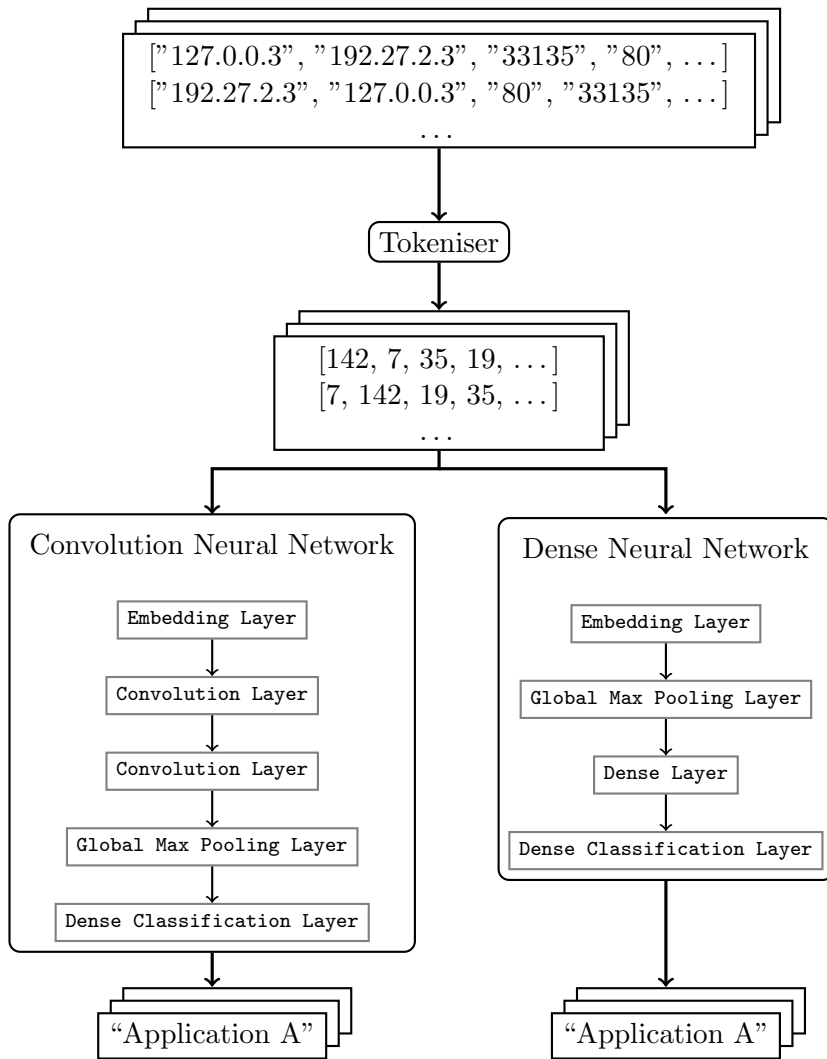 ["127.0.0.3”, ”192.27.2.3”, ”33135”, ”80”, . . . ]
[”192.27.2.3”, ”127.0.0.3”, ”80”, ”33135”, . . . ]
. . .
Tokeniser
[142, 7, 35, 19, . . . ]
[7, 142, 19, 35, . . . ]
. . .
Convolution Neural Network
Embedding Layer
Convolution Layer
Convolution Layer
Global Max Pooling Layer
Dense Classification Layer
“Application A”
Dense Neural Network
Embedding Layer
Global Max Pooling Layer
Dense Layer
Dense Classification Layer
“Application A”